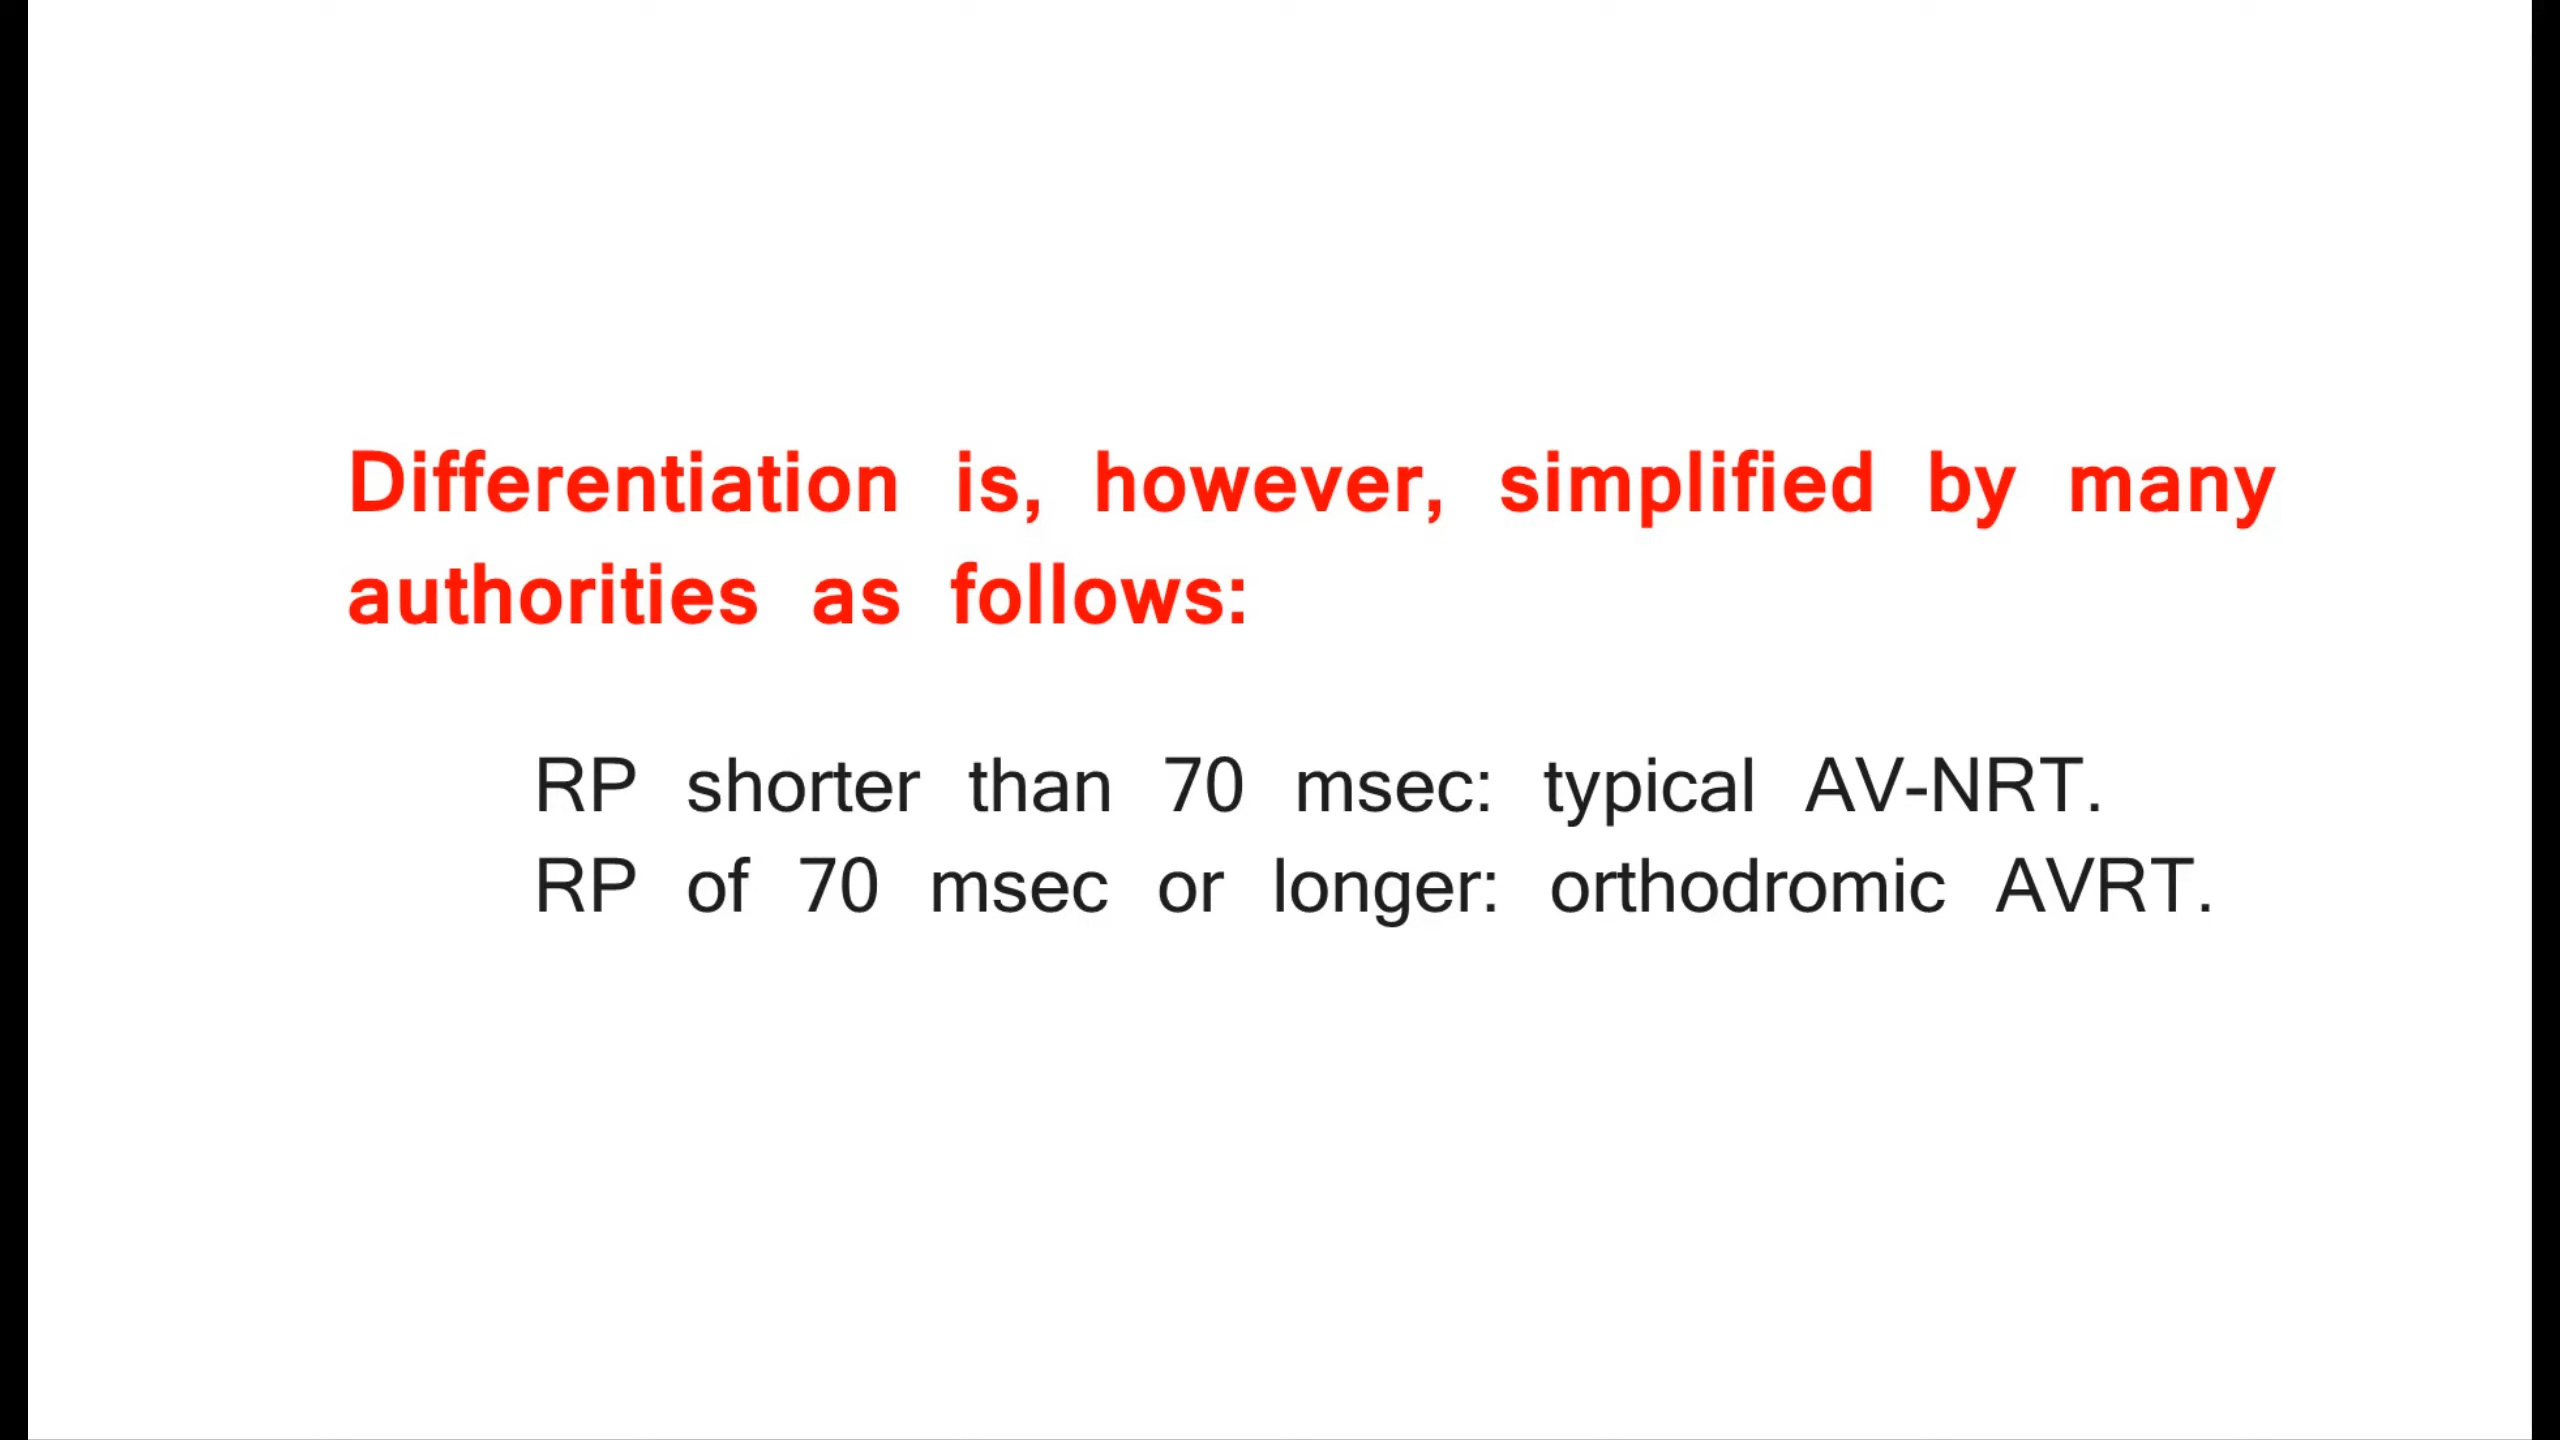 Differentiation is, however, simplified by many
authorities as follows:
RP shorter than 70 msec: typical AV-NRT.
RP of 70 msec or longer: orthodromic AVRT.